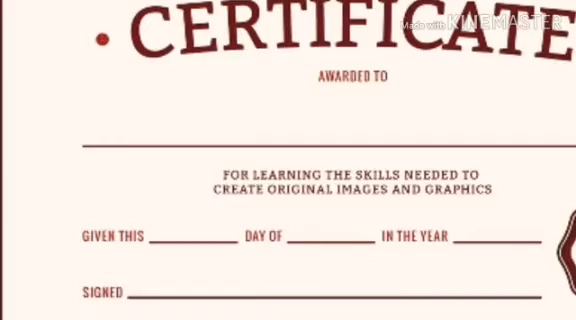 Made with KINEMASTER
CERTIFICATE
AWARDED TO
FOR LEARNING THE SKILLS NEEDED TO
CREATE ORIGINAL IMAGES AND GRAPHICS
GIVEN THIS DAY OF IN THE YEAR
SIGNED